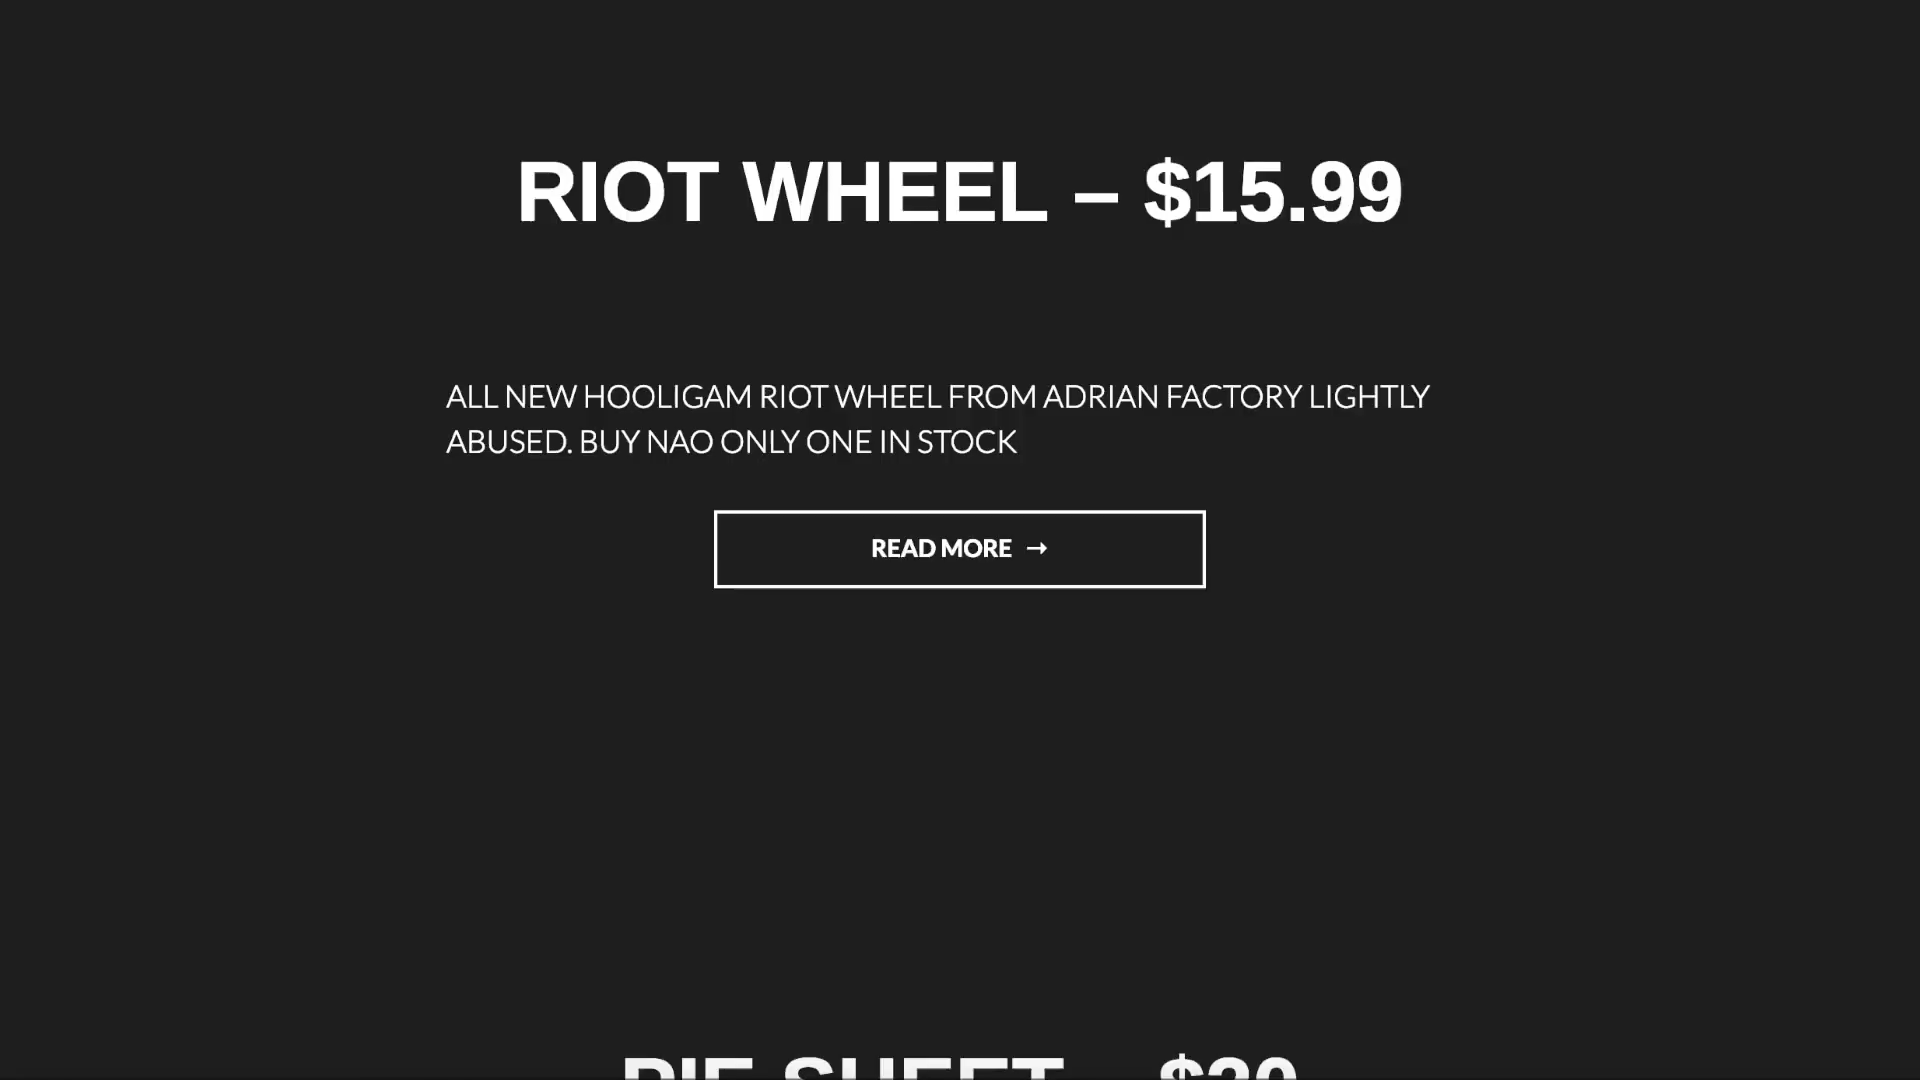 RIOT WHEEL – $15.99
ALL NEW HOOLIGAM RIOT WHEEL FROM ADRIAN FACTORY LIGHTLY
ABUSED. BUY NAO ONLY ONE IN STOCK
READ MORE →
SHEET